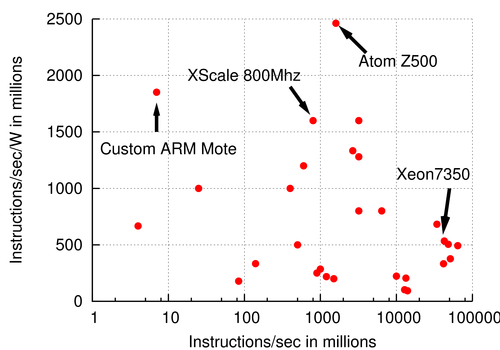 2500
2000
1500
1000
500
0
Instructions/sec/W in millions
Atom Z500
XScale 800Mhz
Custom ARM Mote
Xeon7350
1 10 100 1000 10000 100000
Instructions/sec in millions